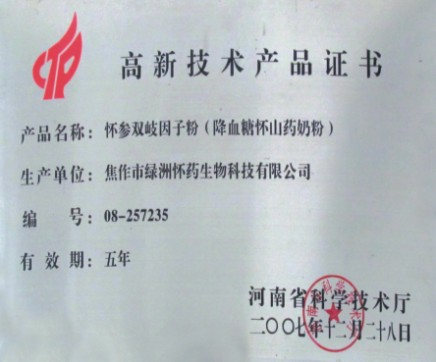 高新技术产品证书
产品名称：怀参双岐因子粉（降血糖怀山药奶粉）
生产单位：焦作市绿洲怀药生物科技有限公司
编　　号：08-257235
有 效 期：五年
河南省科学技术厅
二〇〇七年十二月二十八日